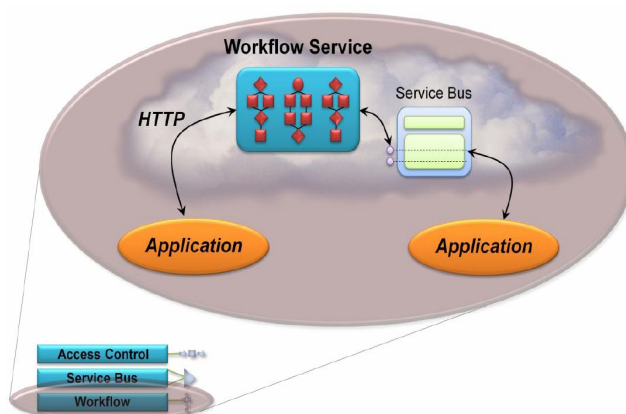 Workflow Service
Service Bus
HTTP
Application
Application
Access Control
Service Bus
Workflow